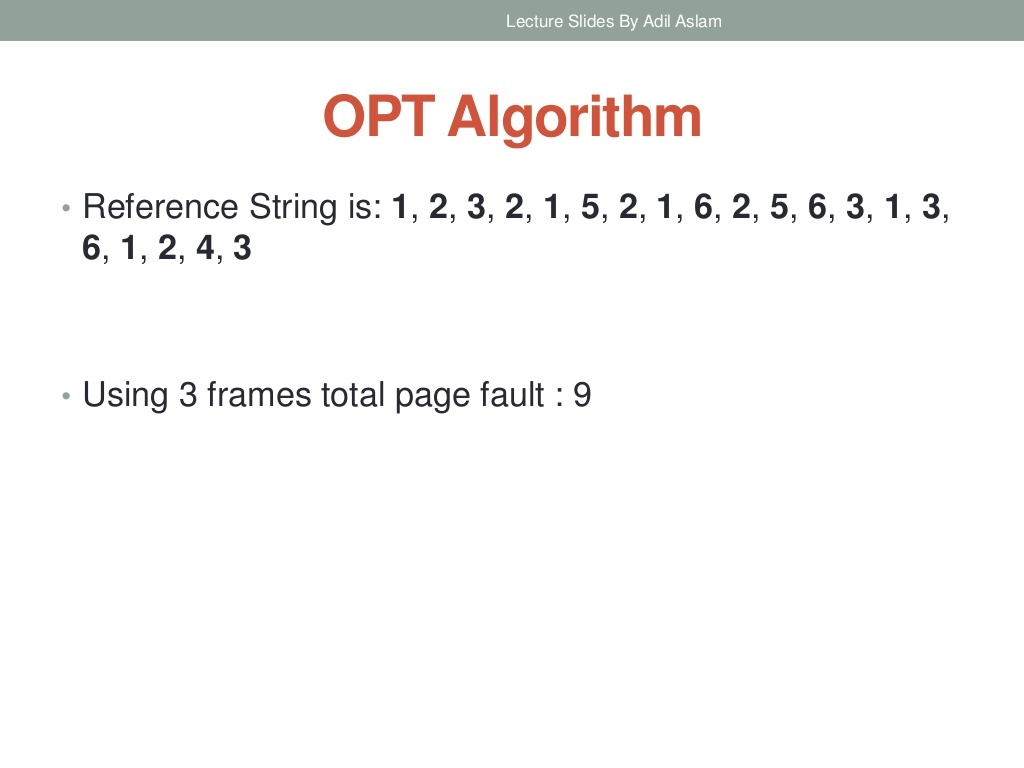 Lecture Slides By Adil Aslam
OPT Algorithm
• Reference String is: 1, 2, 3, 2, 1, 5, 2, 1, 6, 2, 5, 6, 3, 1, 3,
6, 1, 2, 4, 3
• Using 3 frames total page fault : 9